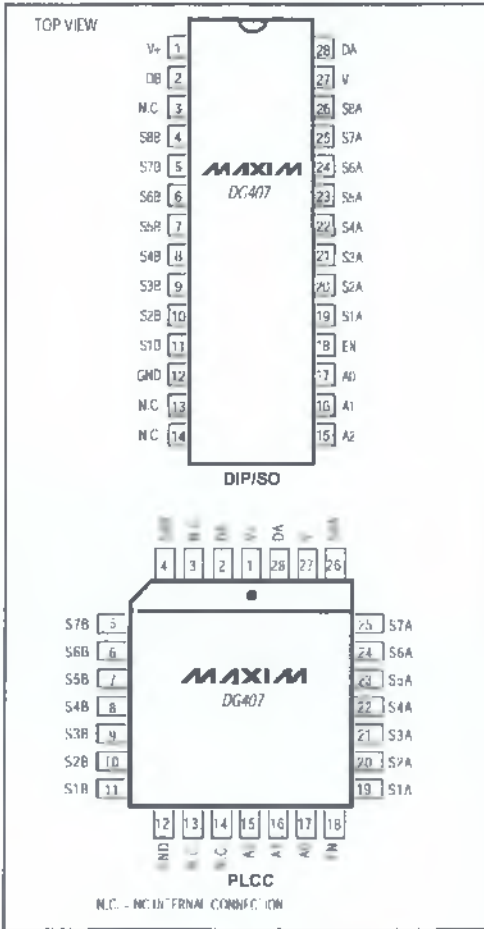 TOP VIEW
V+ 1 28 DA
DB 2 27 V
N.C 3 26 S8A
S8B 4 25 S7A
S7B 5 MAXIM 24 S6A
S6B 6 DG407 23 S5A
S5B 7 22 S4A
S4B 8 21 S3A
S3B 9 20 S2A
S2B 10 19 S1A
S1B 11 18 EN
GND 12 17 A0
N.C 13 16 A1
N.C 14 15 A2
DIP/SO
N.C. V+ DA V
4 3 2 1 28 27 26
S7B 5 25 S7A
S6B 6 24 S6A
S5B 7 MAXIM 23 S5A
S4B 8 DG407 22 S4A
S3B 9 21 S3A
S2B 10 20 S2A
S1B 11 19 S1A
12 13 14 15 16 17 18
GND N.C N.C A1 A0 EN
PLCC
N.C. - NO INTERNAL CONNECTION